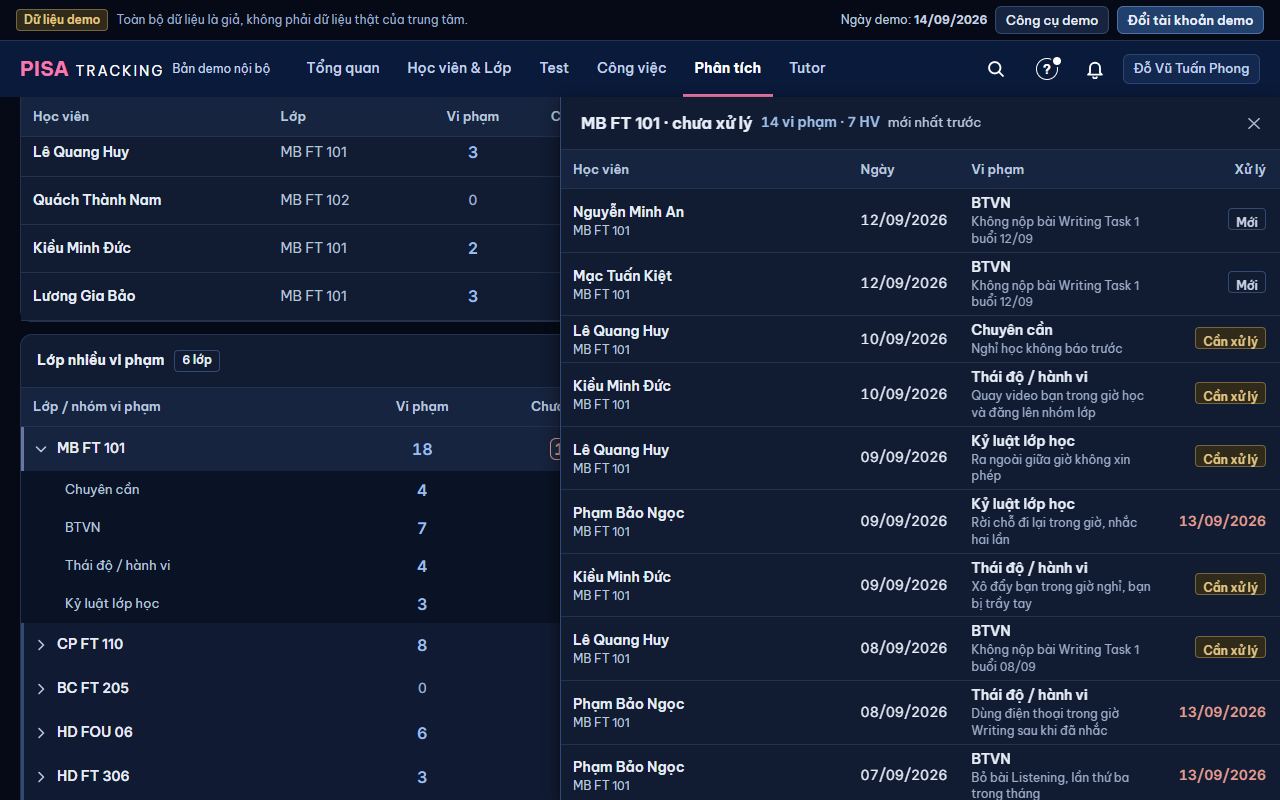 Dữ liệu demo Toàn bộ dữ liệu là giả, không phải dữ liệu thật của trung tâm. Ngày demo: 14/09/2026 Công cụ demo Đổi tài khoản demo
PISA TRACKING Bản demo nội bộ Tổng quan Học viên & Lớp Test Công việc Phân tích Tutor ? Đỗ Vũ Tuấn Phong
Học viên Lớp Vi phạm
Lê Quang Huy MB FT 101 3
Quách Thành Nam MB FT 102 0
Kiều Minh Đức MB FT 101 2
Lương Gia Bảo MB FT 101 3
Lớp nhiều vi phạm 6 lớp
Lớp / nhóm vi phạm Vi phạm
MB FT 101 18
Chuyên cần 4
BTVN 7
Thái độ / hành vi 4
Kỷ luật lớp học 3
CP FT 110 8
BC FT 205 0
HD FOU 06 6
HD FT 306 3
MB FT 101 · chưa xử lý 14 vi phạm · 7 HV mới nhất trước
Học viên Ngày Vi phạm Xử lý
Nguyễn Minh An
MB FT 101
12/09/2026
BTVN
Không nộp bài Writing Task 1
buổi 12/09
Mới
Mạc Tuấn Kiệt
MB FT 101
12/09/2026
BTVN
Không nộp bài Writing Task 1
buổi 12/09
Mới
Lê Quang Huy
MB FT 101
10/09/2026
Chuyên cần
Nghỉ học không báo trước
Cần xử lý
Kiều Minh Đức
MB FT 101
10/09/2026
Thái độ / hành vi
Quay video bạn trong giờ học
và đăng lên nhóm lớp
Cần xử lý
Lê Quang Huy
MB FT 101
09/09/2026
Kỷ luật lớp học
Ra ngoài giữa giờ không xin
phép
Cần xử lý
Phạm Bảo Ngọc
MB FT 101
09/09/2026
Kỷ luật lớp học
Rời chỗ đi lại trong giờ, nhắc
hai lần
13/09/2026
Kiều Minh Đức
MB FT 101
09/09/2026
Thái độ / hành vi
Xô đẩy bạn trong giờ nghỉ, bạn
bị trầy tay
Cần xử lý
Lê Quang Huy
MB FT 101
08/09/2026
BTVN
Không nộp bài Writing Task 1
buổi 08/09
Cần xử lý
Phạm Bảo Ngọc
MB FT 101
08/09/2026
Thái độ / hành vi
Dùng điện thoại trong giờ
Writing sau khi đã nhắc
13/09/2026
Phạm Bảo Ngọc
MB FT 101
07/09/2026
BTVN
Bỏ bài Listening, lần thứ ba
trong tháng
13/09/2026